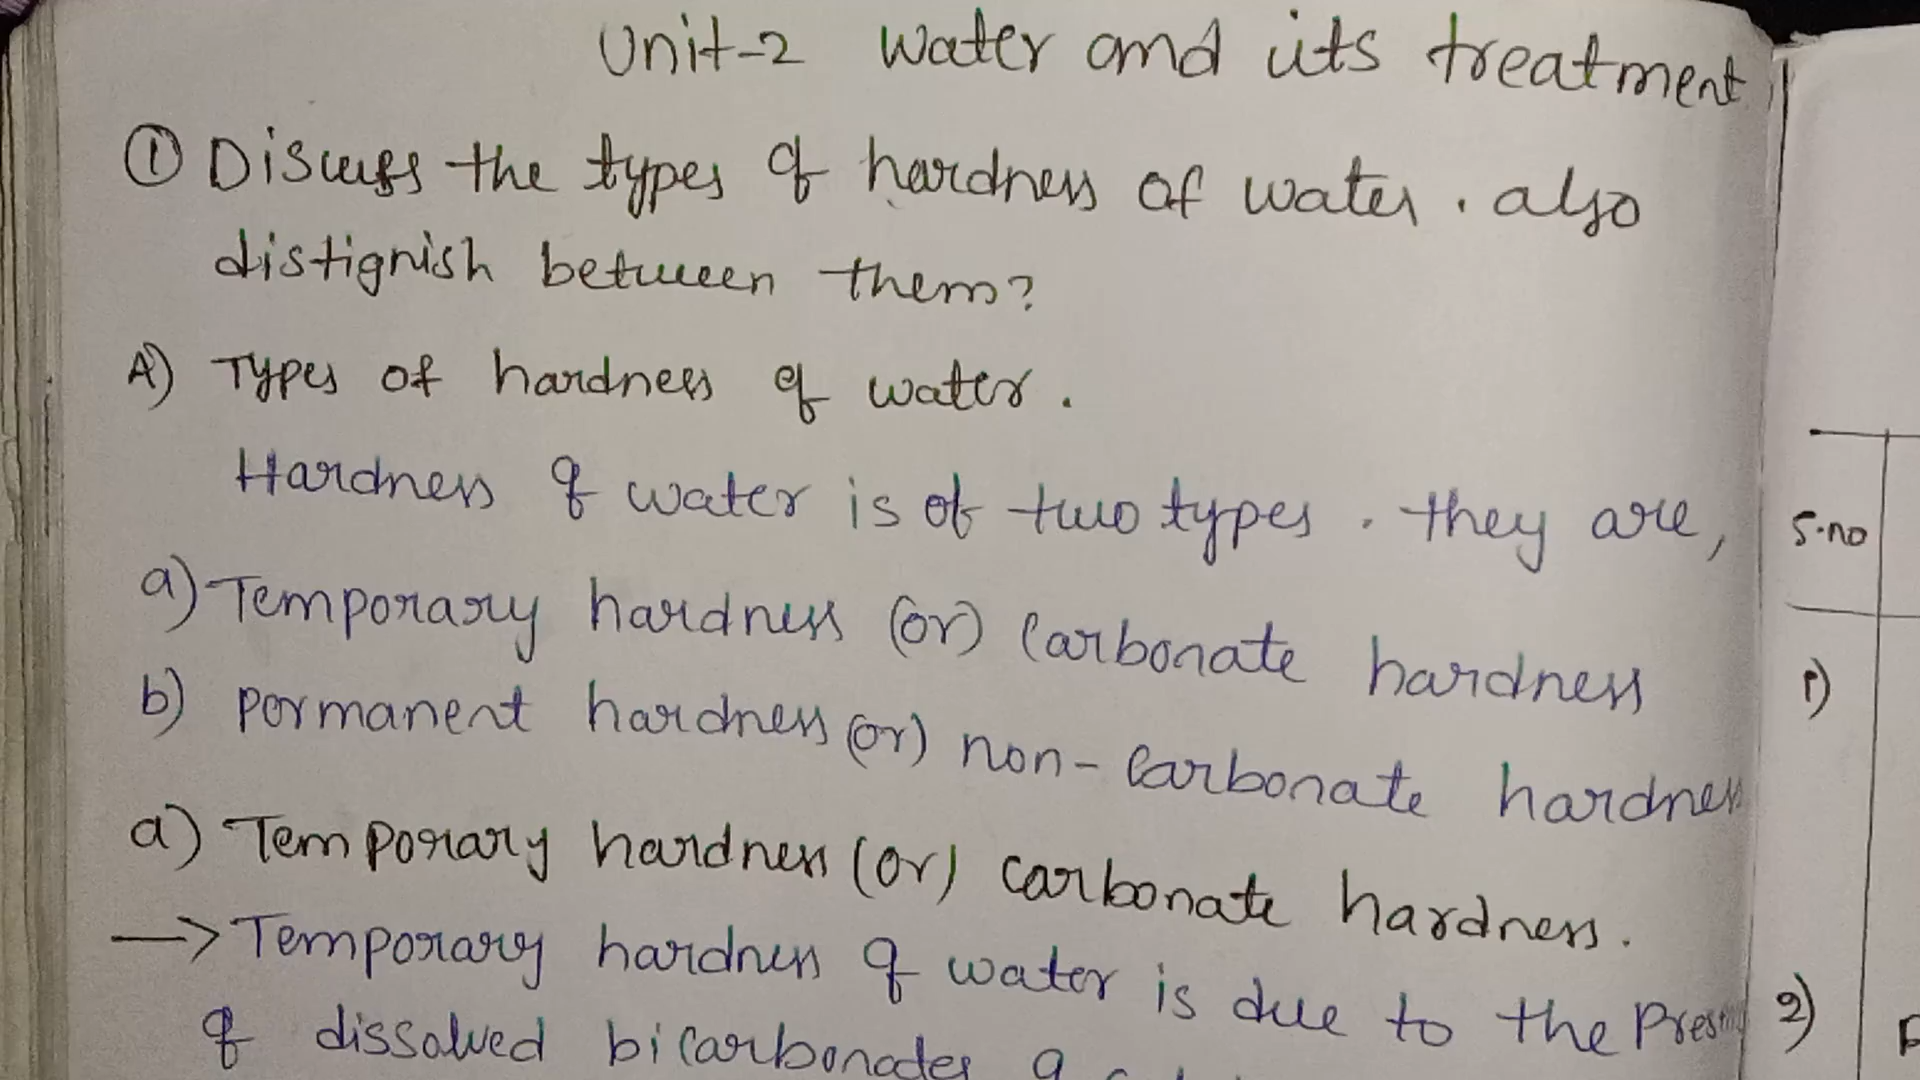 Unit-2 Water and its treatment
① Discuss the types of hardness of water. also
distignish between them?
A) Types of hardness of water.
Hardness of water is of two types. they are,
a) Temporary hardness (or) Carbonate hardness
b) permanent hardness (or) non-Carbonate hardness
a) Temporary hardness (or) carbonate hardness.
→ Temporary hardness of water is due to the
of dissolved bicarbonates
S.no
1)
2)